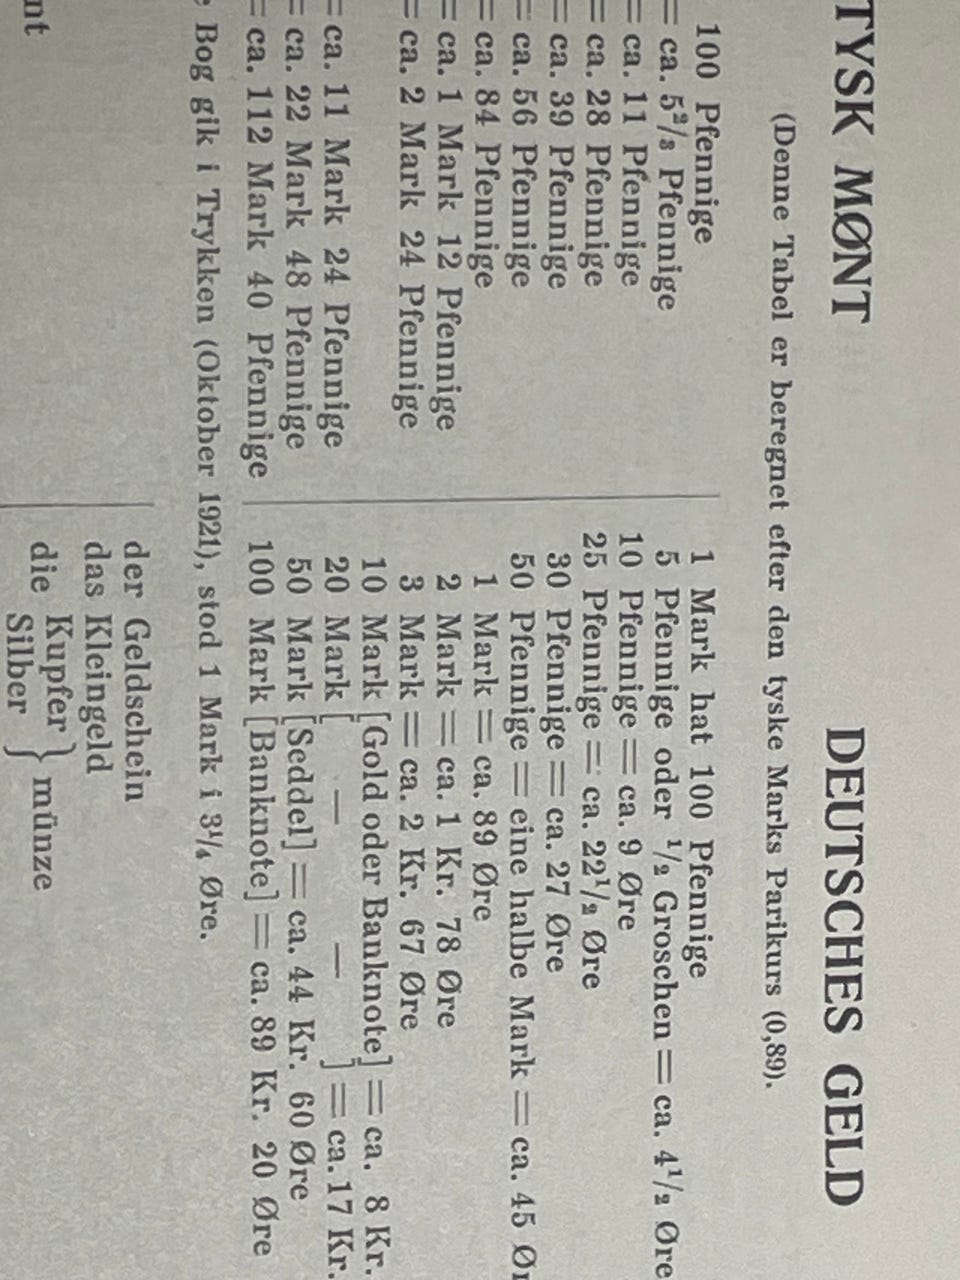 TYSK MØNT
DEUTSCHES GELD
(Denne Tabel er beregnet efter den tyske Marks Parikurs (0,89).
100 Pfennige
= ca. 5²/₃ Pfennige
= ca. 11 Pfennige
= ca. 28 Pfennige
= ca. 39 Pfennige
= ca. 56 Pfennige
= ca. 84 Pfennige
= ca. 1 Mark 12 Pfennige
= ca. 2 Mark 24 Pfennige
= ca. 11 Mark 24 Pfennige
= ca. 22 Mark 48 Pfennige
= ca. 112 Mark 40 Pfennige
1 Mark hat 100 Pfennige
5 Pfennige oder ¹/₂ Groschen = ca. 4¹/₂ Øre
10 Pfennige = ca. 9 Øre
25 Pfennige = ca. 22¹/₂ Øre
30 Pfennige = ca. 27 Øre
50 Pfennige = eine halbe Mark = ca. 45 Ør
1 Mark = ca. 89 Øre
2 Mark = ca. 1 Kr. 78 Øre
3 Mark = ca. 2 Kr. 67 Øre
10 Mark [Gold oder Banknote] = ca. 8 Kr.
20 Mark [ — — ] = ca. 17 Kr.
50 Mark [Seddel] = ca. 44 Kr. 60 Øre
100 Mark [Banknote] = ca. 89 Kr. 20 Øre
e Bog gik i Trykken (Oktober 1921), stod 1 Mark i 3¹/₄ Øre.
nt
der Geldschein
das Kleingeld
die Kupfer } münze
Silber